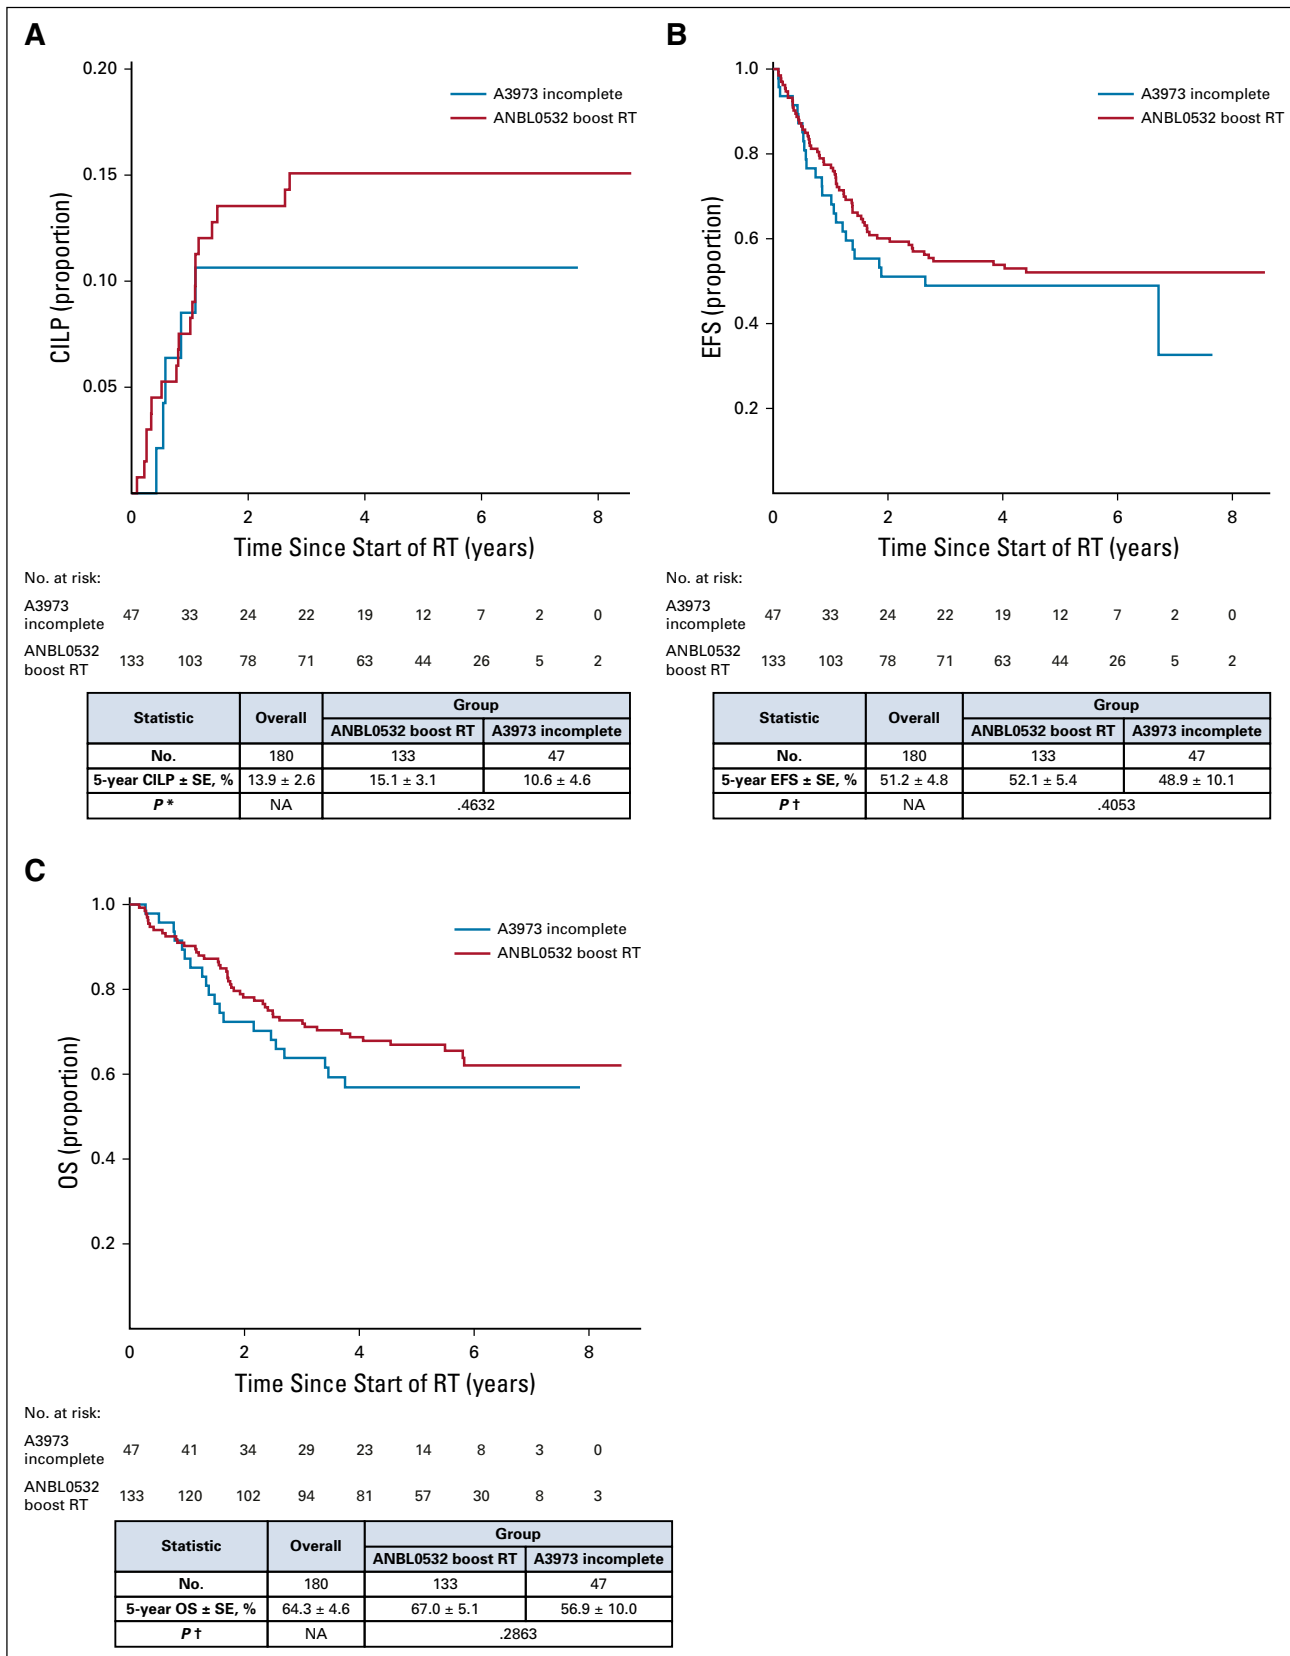 A
0.20
0.15
0.10
0.05
CILP (proportion)
A3973 incomplete
ANBL0532 boost RT
0 2 4 6 8
Time Since Start of RT (years)
No. at risk:
A3973
incomplete 47 33 24 22 19 12 7 2 0
ANBL0532
boost RT 133 103 78 71 63 44 26 5 2
Statistic Overall Group
ANBL0532 boost RT A3973 incomplete
No. 180 133 47
5-year CILP ± SE, % 13.9 ± 2.6 15.1 ± 3.1 10.6 ± 4.6
P * NA .4632
B
1.0
0.8
0.6
0.4
0.2
EFS (proportion)
A3973 incomplete
ANBL0532 boost RT
0 2 4 6 8
Time Since Start of RT (years)
No. at risk:
A3973
incomplete 47 33 24 22 19 12 7 2 0
ANBL0532
boost RT 133 103 78 71 63 44 26 5 2
Statistic Overall Group
ANBL0532 boost RT A3973 incomplete
No. 180 133 47
5-year EFS ± SE, % 51.2 ± 4.8 52.1 ± 5.4 48.9 ± 10.1
P † NA .4053
C
1.0
0.8
0.6
0.4
0.2
OS (proportion)
A3973 incomplete
ANBL0532 boost RT
0 2 4 6 8
Time Since Start of RT (years)
No. at risk:
A3973
incomplete 47 41 34 29 23 14 8 3 0
ANBL0532
boost RT 133 120 102 94 81 57 30 8 3
Statistic Overall Group
ANBL0532 boost RT A3973 incomplete
No. 180 133 47
5-year OS ± SE, % 64.3 ± 4.6 67.0 ± 5.1 56.9 ± 10.0
P † NA .2863